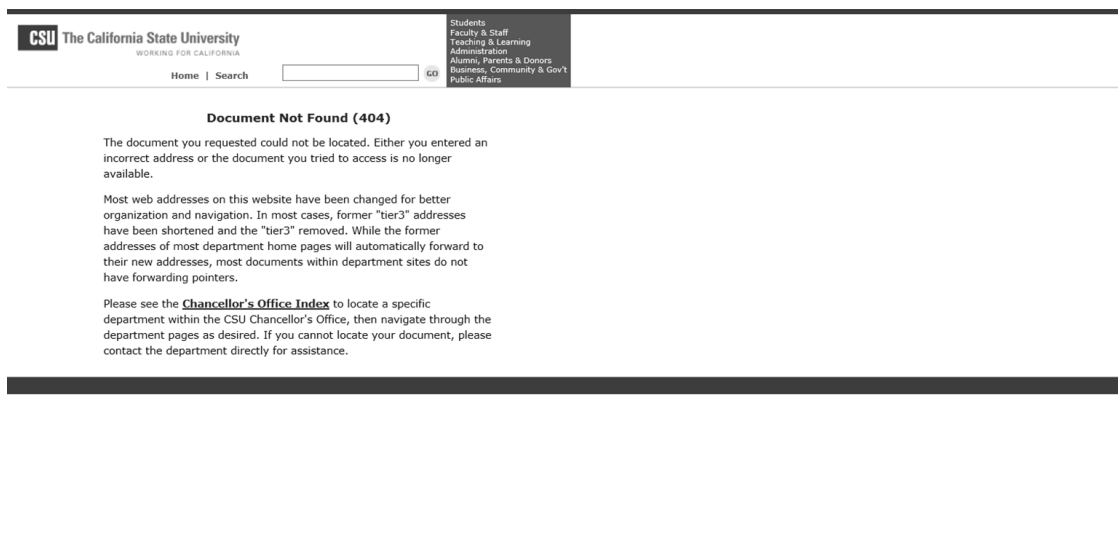 CSU The California State University
WORKING FOR CALIFORNIA
Home | Search
GO
Students
Faculty & Staff
Teaching & Learning
Administration
Alumni, Parents & Donors
Business, Community & Gov't
Public Affairs
Document Not Found (404)
The document you requested could not be located. Either you entered an
incorrect address or the document you tried to access is no longer
available.
Most web addresses on this website have been changed for better
organization and navigation. In most cases, former "tier3" addresses
have been shortened and the "tier3" removed. While the former
addresses of most department home pages will automatically forward to
their new addresses, most documents within department sites do not
have forwarding pointers.
Please see the Chancellor's Office Index to locate a specific
department within the CSU Chancellor's Office, then navigate through the
department pages as desired. If you cannot locate your document, please
contact the department directly for assistance.